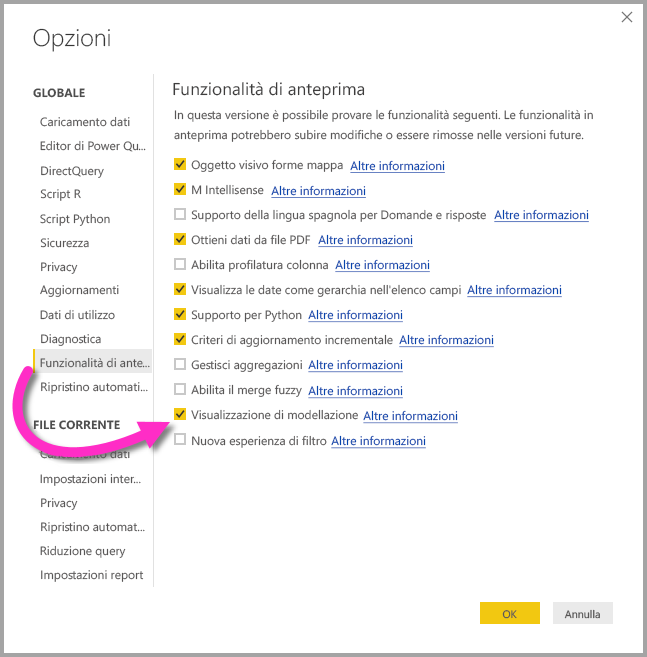 Opzioni
GLOBALE
Caricamento dati
Editor di Power Qu...
DirectQuery
Script R
Script Python
Sicurezza
Privacy
Aggiornamenti
Dati di utilizzo
Diagnostica
Funzionalità di ante...
Ripristino automati...
FILE CORRENTE
Caricamento dati
Impostazioni inter...
Privacy
Ripristino automat...
Riduzione query
Impostazioni report
Funzionalità di anteprima
In questa versione è possibile provare le funzionalità seguenti. Le funzionalità in
anteprima potrebbero subire modifiche o essere rimosse nelle versioni future.
Oggetto visivo forme mappa Altre informazioni
M Intellisense Altre informazioni
Supporto della lingua spagnola per Domande e risposte Altre informazioni
Ottieni dati da file PDF Altre informazioni
Abilita profilatura colonna Altre informazioni
Visualizza le date come gerarchia nell'elenco campi Altre informazioni
Supporto per Python Altre informazioni
Criteri di aggiornamento incrementale Altre informazioni
Gestisci aggregazioni Altre informazioni
Abilita il merge fuzzy Altre informazioni
Visualizzazione di modellazione Altre informazioni
Nuova esperienza di filtro Altre informazioni
OK
Annulla